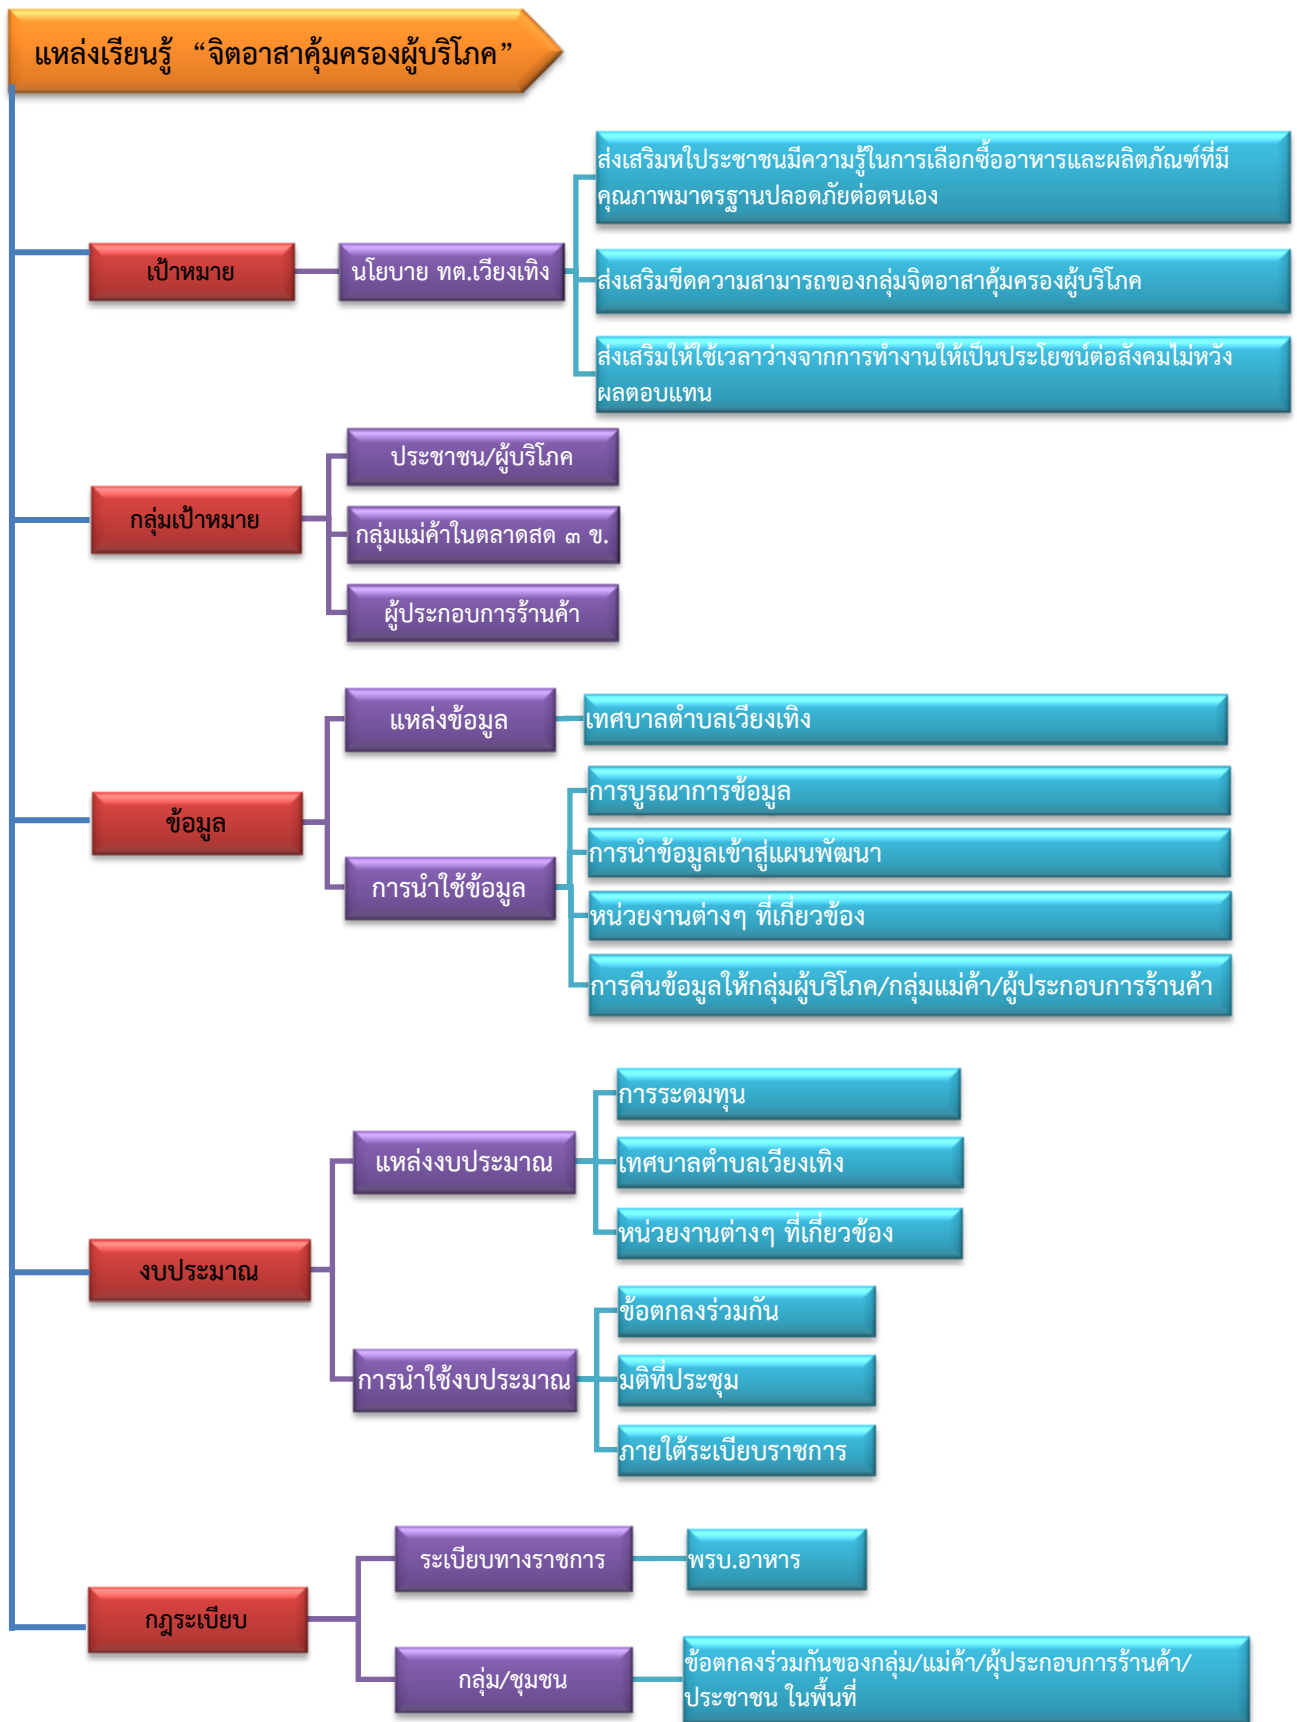 แหล่งเรียนรู้ “จิตอาสาคุ้มครองผู้บริโภค”
ส่งเสริมหใประชาชนมีความรู้ในการเลือกซื้ออาหารและผลิตภัณฑ์ที่มี
คุณภาพมาตรฐานปลอดภัยต่อตนเอง
เป้าหมาย
นโยบาย ทต.เวียงเทิง
ส่งเสริมขีดความสามารถของกลุ่มจิตอาสาคุ้มครองผู้บริโภค
ส่งเสริมให้ใช้เวลาว่างจากการทำงานให้เป็นประโยชน์ต่อสังคมไม่หวัง
ผลตอบแทน
ประชาชน/ผู้บริโภค
กลุ่มเป้าหมาย
กลุ่มแม่ค้าในตลาดสด ๓ ข.
ผู้ประกอบการร้านค้า
แหล่งข้อมูล
เทศบาลตำบลเวียงเทิง
ข้อมูล
การบูรณาการข้อมูล
การนำข้อมูลเข้าสู่แผนพัฒนา
การนำใช้ข้อมูล
หน่วยงานต่างๆ ที่เกี่ยวข้อง
การคืนข้อมูลให้กลุ่มผู้บริโภค/กลุ่มแม่ค้า/ผู้ประกอบการร้านค้า
การระดมทุน
แหล่งงบประมาณ
เทศบาลตำบลเวียงเทิง
หน่วยงานต่างๆ ที่เกี่ยวข้อง
งบประมาณ
ข้อตกลงร่วมกัน
การนำใช้งบประมาณ
มติที่ประชุม
ภายใต้ระเบียบราชการ
ระเบียบทางราชการ
พรบ.อาหาร
กฎระเบียบ
กลุ่ม/ชุมชน
ข้อตกลงร่วมกันของกลุ่ม/แม่ค้า/ผุ้ประกอบการร้านค้า/
ประชาชน ในพื้นที่